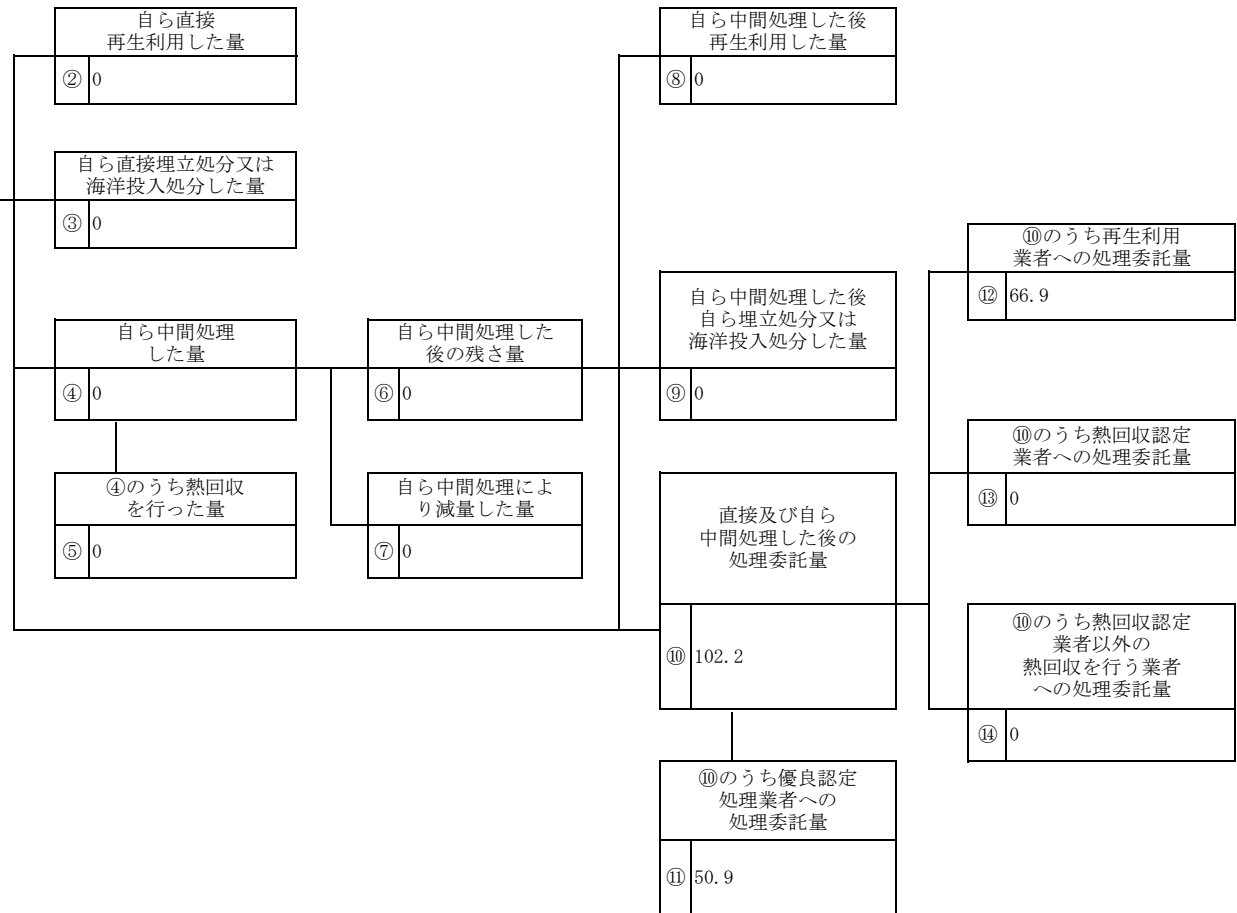 自ら直接
再生利用した量
② 0
自ら直接埋立処分又は
海洋投入処分した量
③ 0
自ら中間処理
した量
④ 0
④のうち熱回収
を行った量
⑤ 0
自ら中間処理した
後の残さ量
⑥ 0
自ら中間処理によ
り減量した量
⑦ 0
自ら中間処理した後
再生利用した量
⑧ 0
自ら中間処理した後
自ら埋立処分又は
海洋投入処分した量
⑨ 0
直接及び自ら
中間処理した後の
処理委託量
⑩ 102.2
⑩のうち優良認定
処理業者への
処理委託量
⑪ 50.9
⑩のうち再生利用
業者への処理委託量
⑫ 66.9
⑩のうち熱回収認定
業者への処理委託量
⑬ 0
⑩のうち熱回収認定
業者以外の
熱回収を行う業者
への処理委託量
⑭ 0